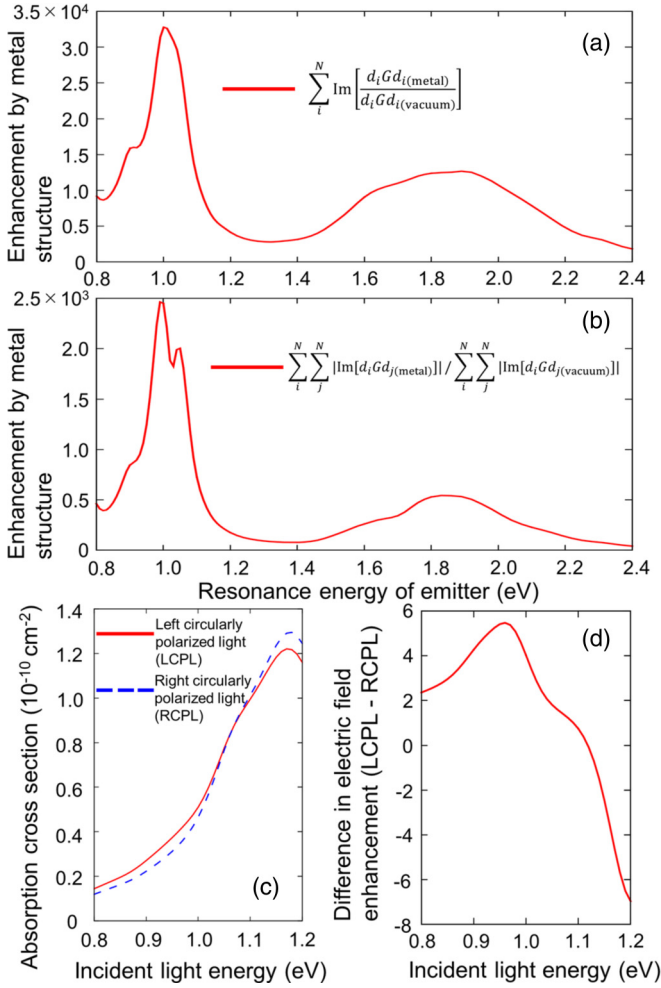 3.5×10⁴
3.0
2.5
2.0
1.5
1.0
0.5
0
Enhancement by metal
structure
(a)
∑ᵢᴺ Im[dᵢGdᵢ(metal) / dᵢGdᵢ(vacuum)]
0.8 1.0 1.2 1.4 1.6 1.8 2.0 2.2 2.4
2.5×10³
2.0
1.5
1.0
0.5
0
Enhancement by metal
structure
(b)
∑ᵢᴺ ∑ⱼᴺ |Im[dᵢGdⱼ(metal)]| / ∑ᵢᴺ ∑ⱼᴺ |Im[dᵢGdⱼ(vacuum)]|
0.8 1.0 1.2 1.4 1.6 1.8 2.0 2.2 2.4
Resonance energy of emitter (eV)
1.4
1.2
1.0
0.8
0.6
0.4
0.2
0
Absorption cross section (10⁻¹⁰ cm⁻²)
Left circularly
polarized light
(LCPL)
Right circularly
polarized light
(RCPL)
(c)
0.8 0.9 1.0 1.1 1.2
Incident light energy (eV)
6
4
2
0
-2
-4
-6
-8
Difference in electric field
enhancement (LCPL - RCPL)
(d)
0.8 0.9 1.0 1.1 1.2
Incident light energy (eV)